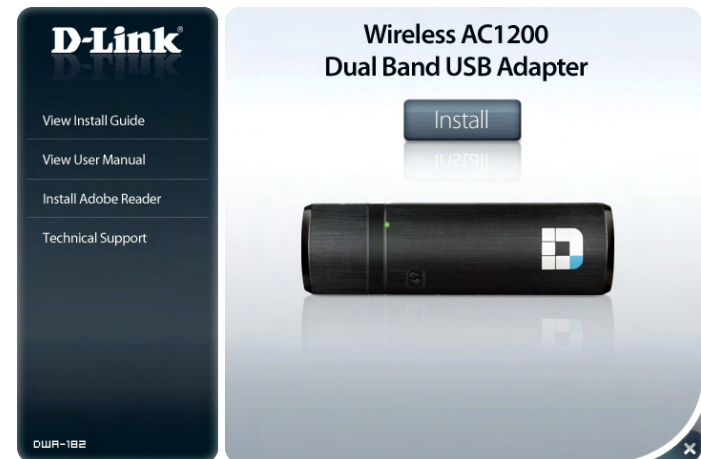 D-Link
View Install Guide
View User Manual
Install Adobe Reader
Technical Support
DWA-182
Wireless AC1200
Dual Band USB Adapter
Install